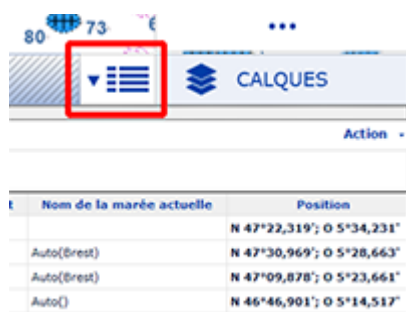 80 73
CALQUES
Action -
Nom de la marée actuelle Position
N 47°22,319'; O 5°34,231'
Auto(Brest) N 47°30,969'; O 5°28,663'
Auto(Brest) N 47°09,878'; O 5°23,661'
Auto() N 46°46,901'; O 5°14,517'